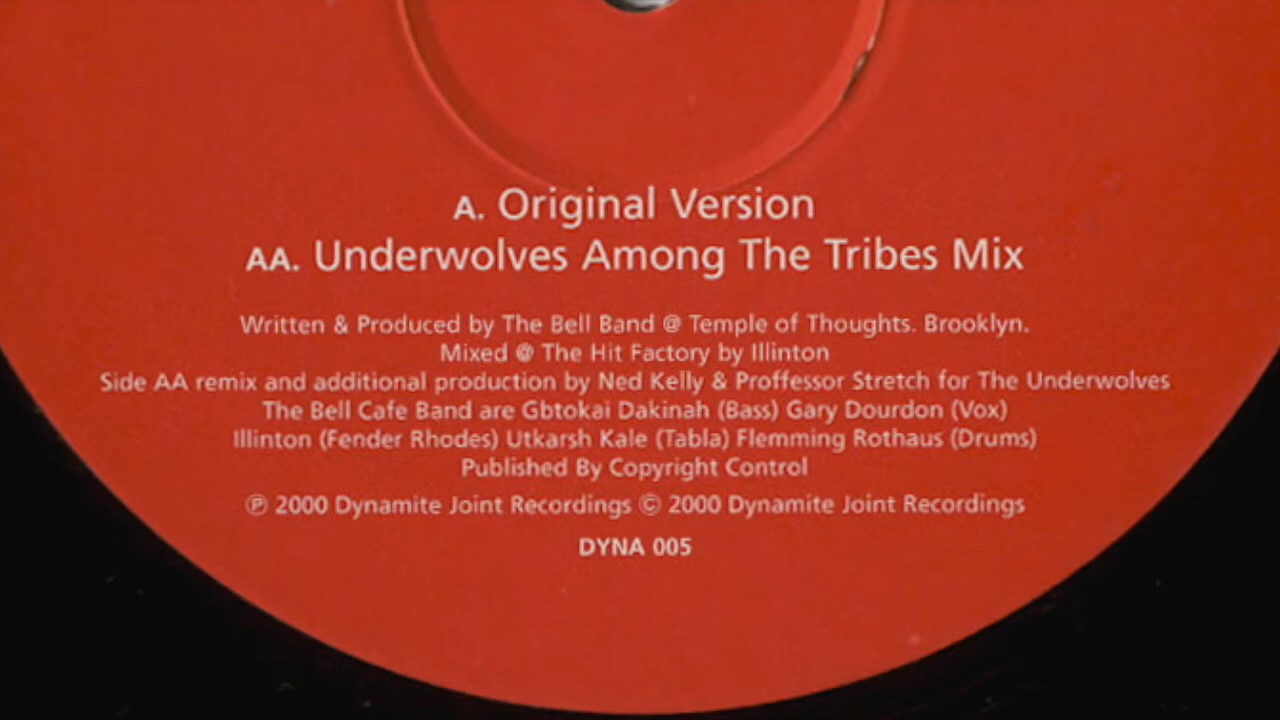 A. Original Version
AA. Underwolves Among The Tribes Mix
Written & Produced by The Bell Band @ Temple of Thoughts. Brooklyn.
Mixed @ The Hit Factory by Illinton
Side AA remix and additional production by Ned Kelly & Proffessor Stretch for The Underwolves
The Bell Cafe Band are Gbtokai Dakinah (Bass) Gary Dourdon (Vox)
Illinton (Fender Rhodes) Utkarsh Kale (Tabla) Flemming Rothaus (Drums)
Published By Copyright Control
℗ 2000 Dynamite Joint Recordings © 2000 Dynamite Joint Recordings
DYNA 005